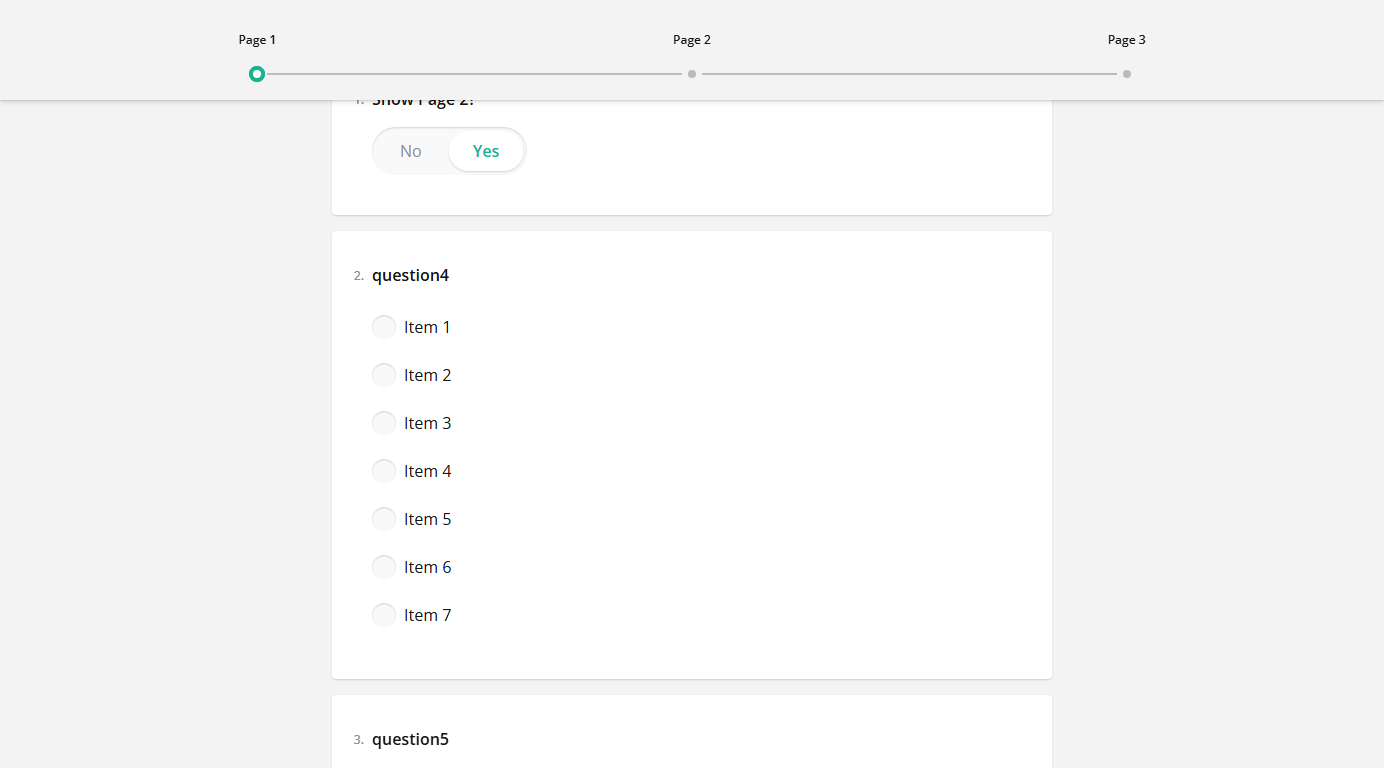 Page 1 Page 2 Page 3
1. Show Page 2?
No Yes
2. question4
Item 1
Item 2
Item 3
Item 4
Item 5
Item 6
Item 7
3. question5